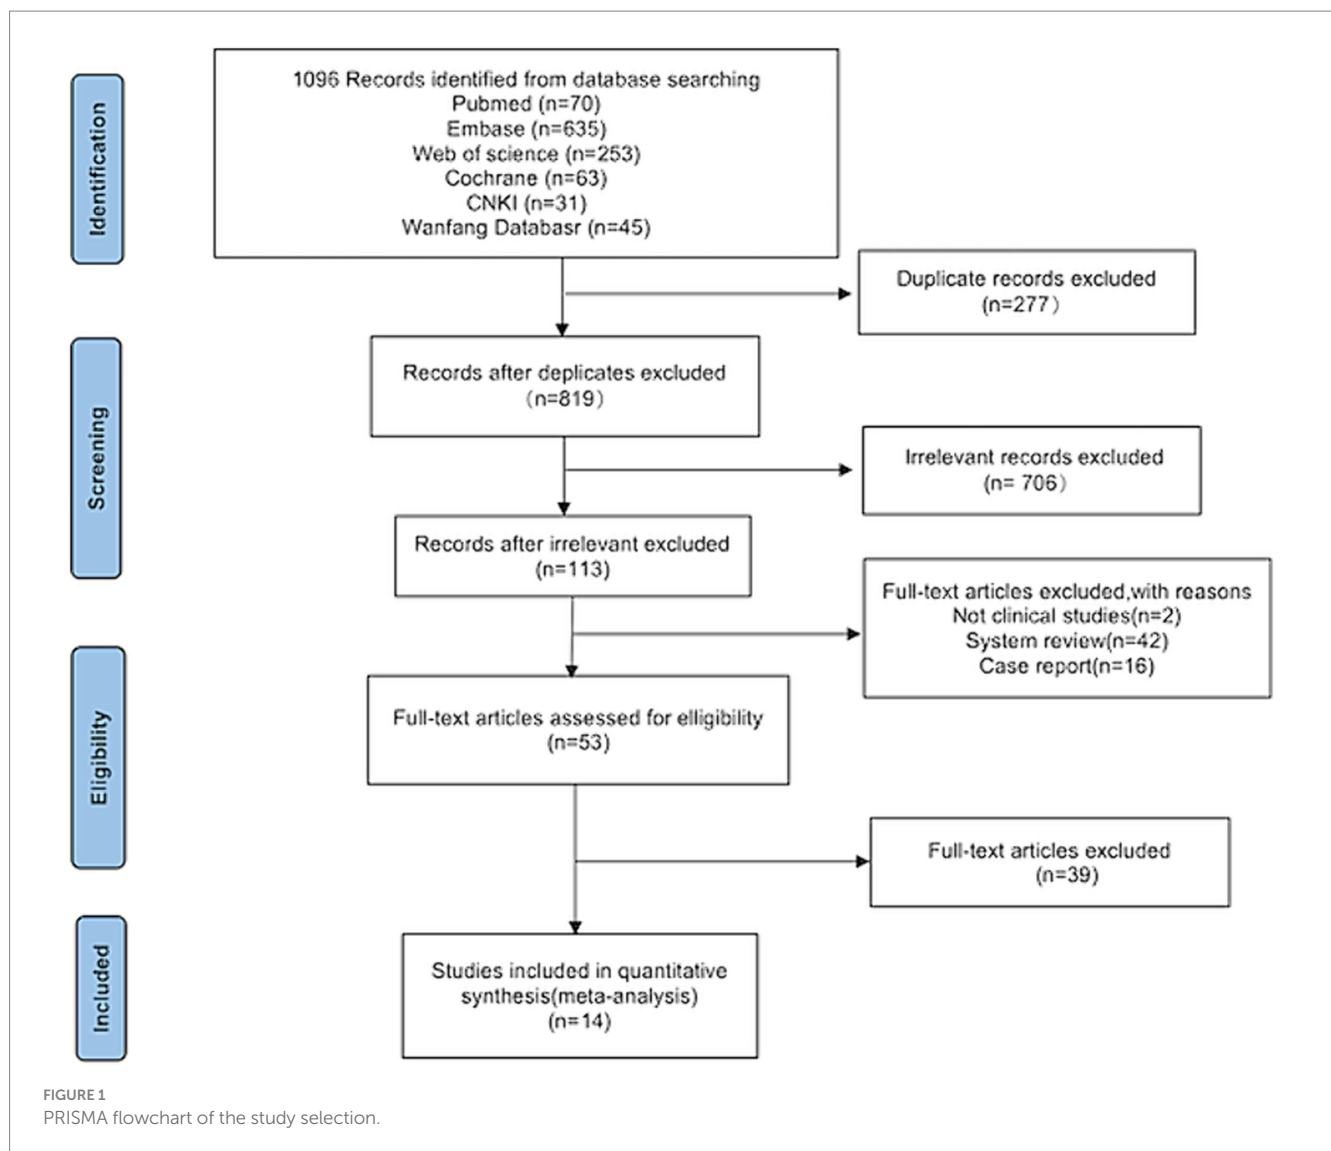 Identification
1096 Records identified from database searching
Pubmed (n=70)
Embase (n=635)
Web of science (n=253)
Cochrane (n=63)
CNKI (n=31)
Wanfang Databasr (n=45)
Duplicate records excluded
(n=277）
Screening
Records after deplicates excluded
（n=819）
Irrelevant records excluded
(n= 706）
Records after irrelevant excluded
(n=113)
Full-text articles excluded,with reasons
Not clinical studies(n=2)
System review(n=42)
Case report(n=16)
Eligibility
Full-text articles assessed for elligibility
(n=53)
Full-text articles excluded
(n=39)
Included
Studies included in quantitative
synthesis(meta-analysis)
(n=14)
FIGURE 1
PRISMA flowchart of the study selection.